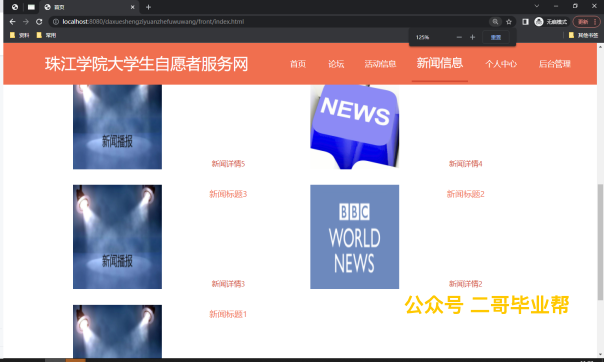 首页
localhost:8080/daxueshengziyuanzhefuwuwang/front/index.html
无痕模式
更新
资料
常用
其他书签
125%
重置
珠江学院大学生自愿者服务网
首页
论坛
活动信息
新闻信息
个人中心
后台管理
新闻播报
新闻详情5
NEWS
新闻详情4
新闻标题3
新闻播报
新闻详情3
BBC
WORLD
NEWS
新闻标题2
新闻详情2
公众号 二哥毕业帮
新闻标题1